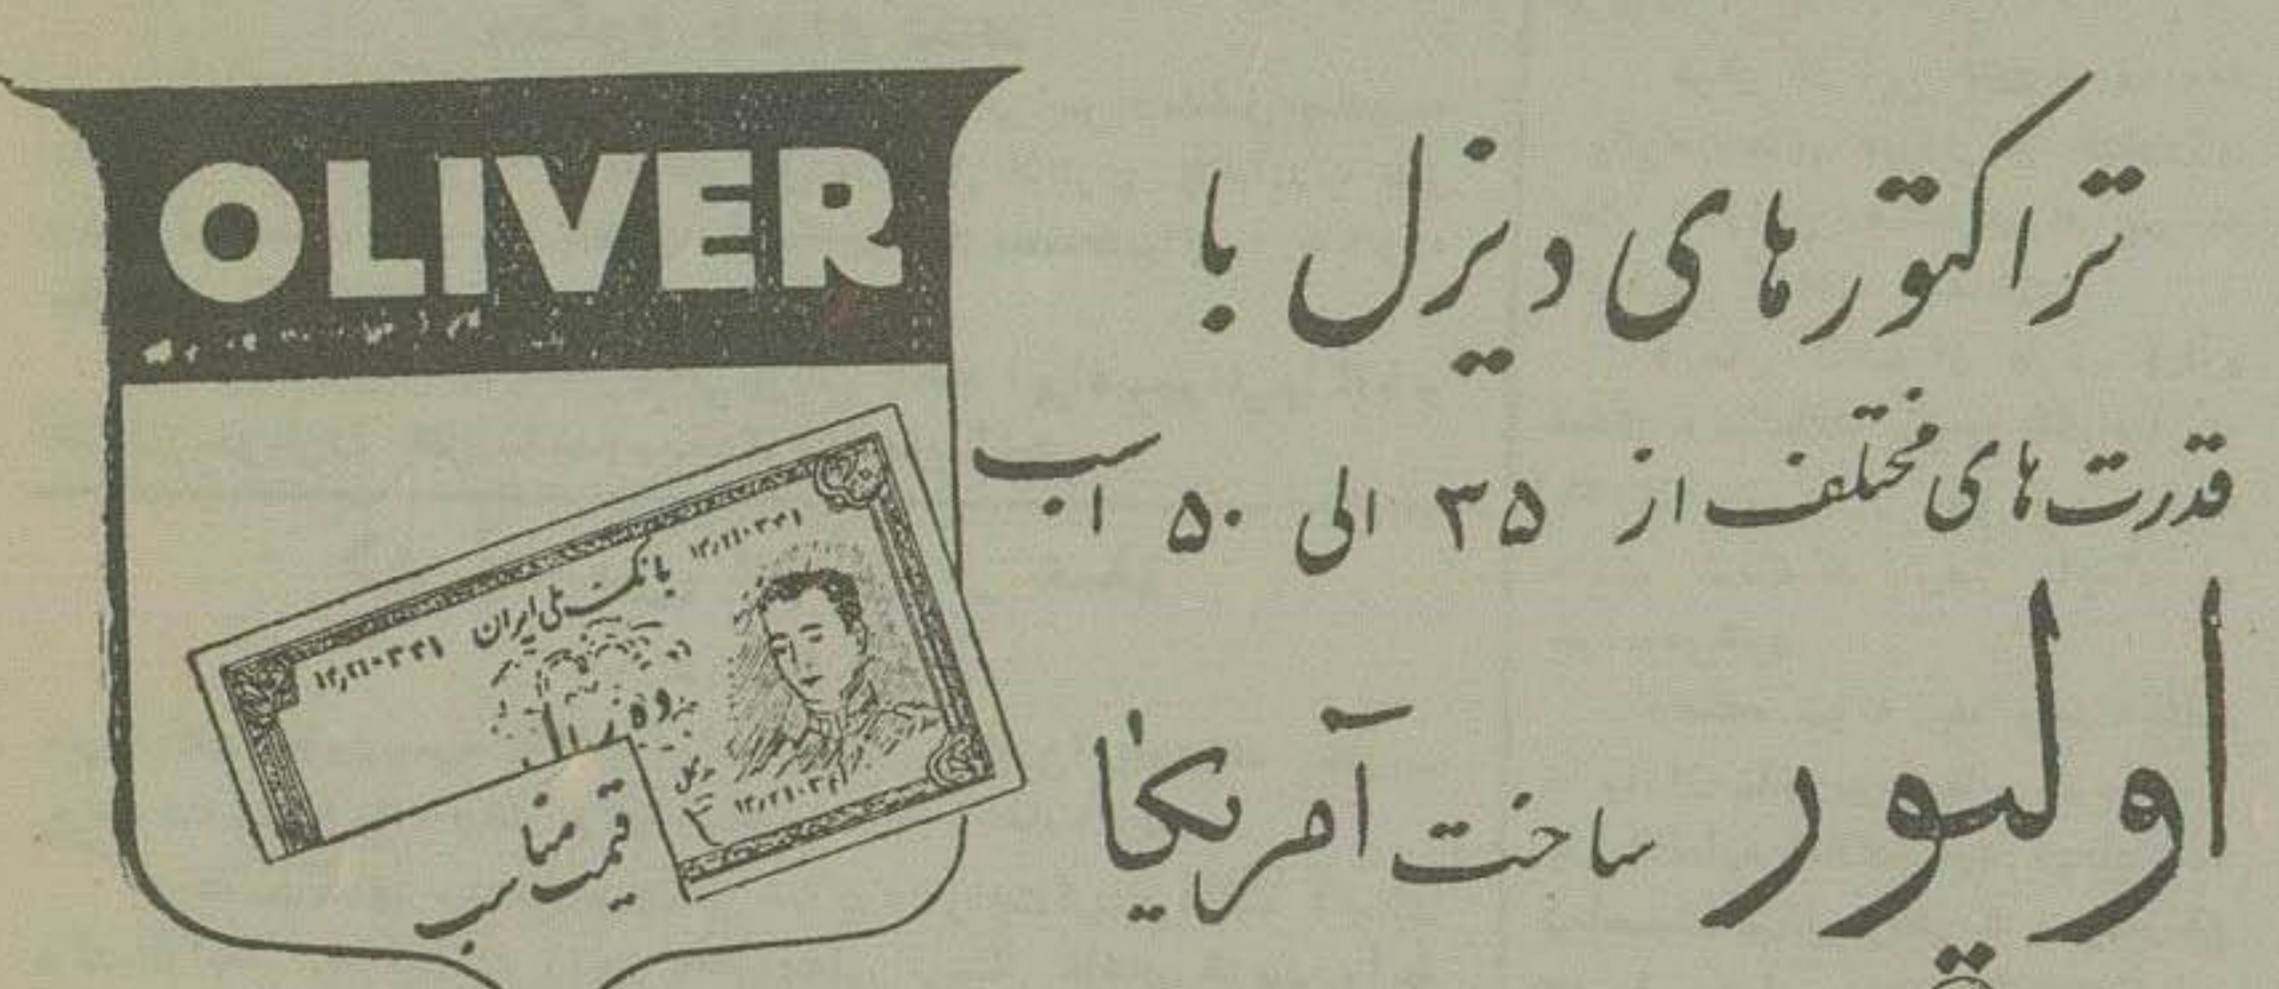 تراکتورهای دیزل با
قدرت های مختلف از ۳۵ الی ۵۰ اسب
اولیور ساخت آمریکا
OLIVER
بانک ملی ایران
ریال
قیمت مناسب